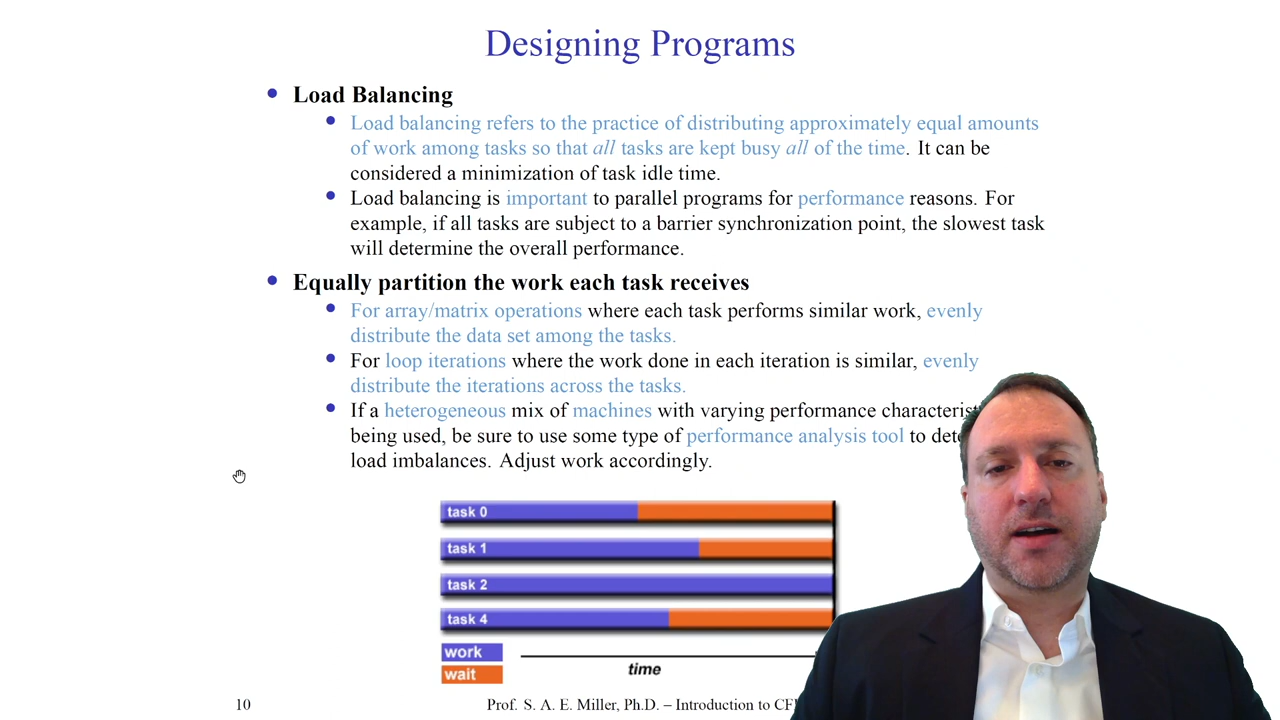 Designing Programs
Load Balancing
Load balancing refers to the practice of distributing approximately equal amounts
of work among tasks so that all tasks are kept busy all of the time. It can be
considered a minimization of task idle time.
Load balancing is important to parallel programs for performance reasons. For
example, if all tasks are subject to a barrier synchronization point, the slowest task
will determine the overall performance.
Equally partition the work each task receives
For array/matrix operations where each task performs similar work, evenly
distribute the data set among the tasks.
For loop iterations where the work done in each iteration is similar, evenly
distribute the iterations across the tasks.
If a heterogeneous mix of machines with varying performance
being used, be sure to use some type of performance analysis tool to
load imbalances. Adjust work accordingly.
task 0
task 1
task 2
task 4
work
wait
time
10
Prof. S. A. E. Miller, Ph.D. – Introduction to